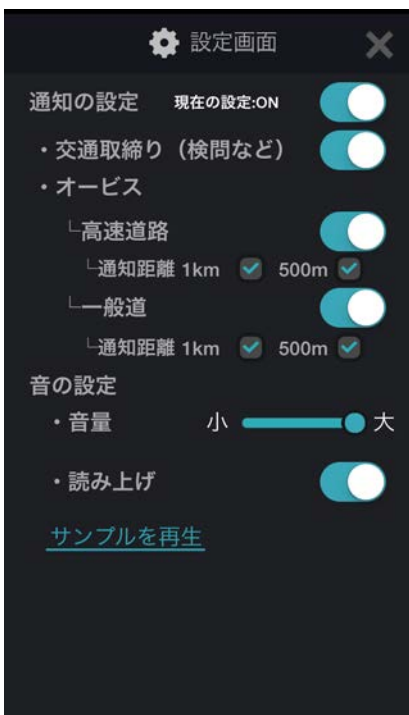 設定画面
通知の設定 現在の設定:ON
・交通取締り（検問など）
・オービス
└高速道路
└通知距離 1km 500m
└一般道
└通知距離 1km 500m
音の設定
・音量 小 大
・読み上げ
サンプルを再生